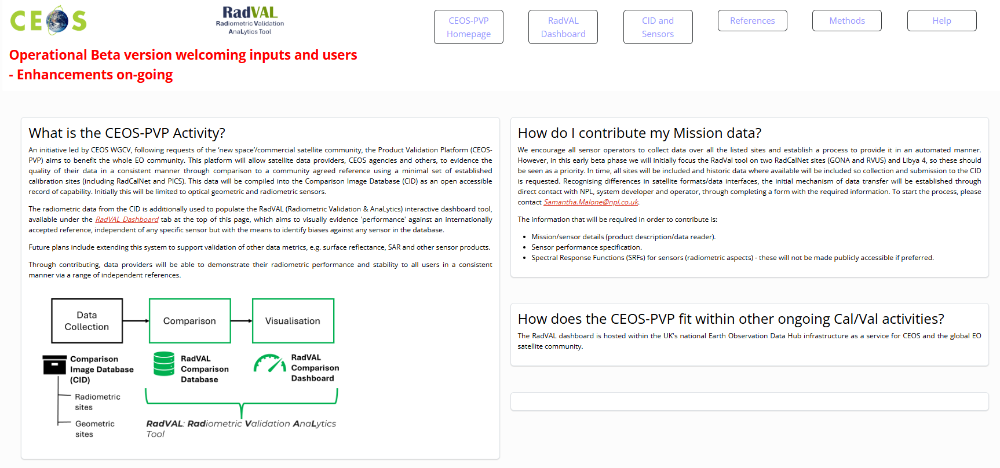 CEOS
RadVAL
Radiometric Validation
AnaLytics Tool
CEOS-PVP
Homepage
RadVAL
Dashboard
CID and
Sensors
References
Methods
Help
Operational Beta version welcoming inputs and users
- Enhancements on-going
What is the CEOS-PVP Activity?
An initiative led by CEOS WGCV, following requests of the ‘new space’/commercial satellite community, the Product Validation Platform (CEOS-
PVP) aims to benefit the whole EO community. This platform will allow satellite data providers, CEOS agencies and others, to evidence the
quality of their data in a consistent manner through comparison to a community agreed reference using a minimal set of established
calibration sites (including RadCalNet and PICS). This data will be compiled into the Comparison Image Database (CID) as an open accessible
record of capability. Initially this will be limited to optical geometric and radiometric sensors.
The radiometric data from the CID is additionally used to populate the RadVAL (Radiometric Validation & AnaLytics) interactive dashboard tool,
available under the RadVAL Dashboard tab at the top of this page, which aims to visually evidence 'performance' against an internationally
accepted reference, independent of any specific sensor but with the means to identify biases against any sensor in the database.
Future plans include extending this system to support validation of other data metrics, e.g. surface reflectance, SAR and other sensor products.
Through contributing, data providers will be able to demonstrate their radiometric performance and stability to all users in a consistent
manner via a range of independent references.
Data
Collection
Comparison
Visualisation
Comparison
Image Database
(CID)
Radiometric
sites
Geometric
sites
RadVAL
Comparison
Database
RadVAL
Comparison
Dashboard
RadVAL: Radiometric Validation AnaLytics
Tool
How do I contribute my Mission data?
We encourage all sensor operators to collect data over all the listed sites and establish a process to provide it in an automated manner.
However, in this early beta phase we will initially focus the RadVal tool on two RadCalNet sites (GONA and RVUS) and Libya 4, so these should
be seen as a priority. In time, all sites will be included and historic data where available will be included so collection and submission to the CID
is requested. Recognising differences in satellite formats/data interfaces, the initial mechanism of data transfer will be established through
direct contact with NPL, system developer and operator, through completing a form with the required information. To start the process, please
contact Samantha.Malone@npl.co.uk.
The information that will be required in order to contribute is:
• Mission/sensor details (product description/data reader).
• Sensor performance specification.
• Spectral Response Functions (SRFs) for sensors (radiometric aspects) - these will not be made publicly accessible if preferred.
How does the CEOS-PVP fit within other ongoing Cal/Val activities?
The RadVAL dashboard is hosted within the UK's national Earth Observation Data Hub infrastructure as a service for CEOS and the global EO
satellite community.